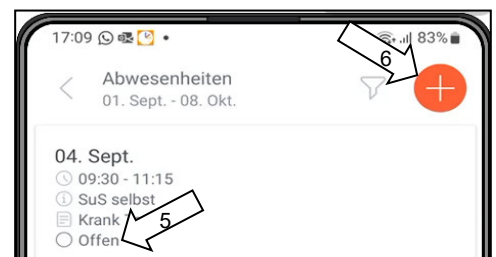 17:09 83%
6
Abwesenheiten
01. Sept. - 08. Okt.
04. Sept.
09:30 - 11:15
SuS selbst
Krank
5
Offen